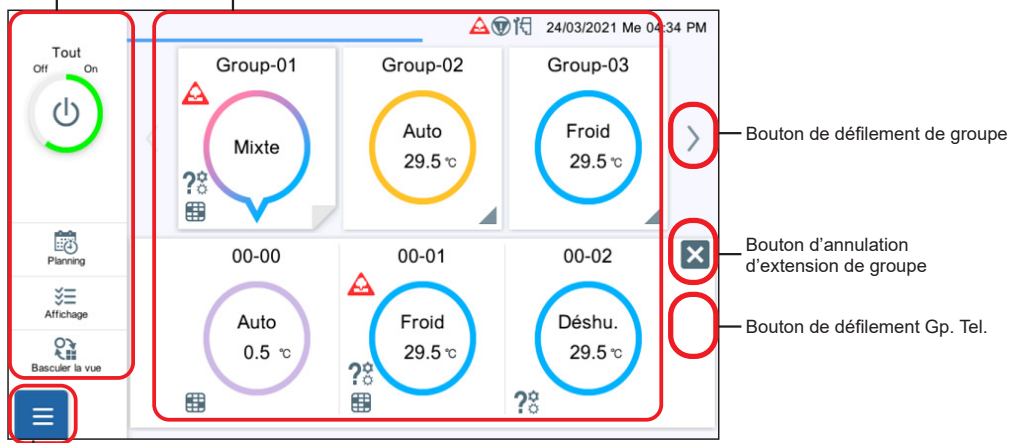 24/03/2021 Me 04:34 PM
Tout
Off On
Planning
Affichage
Basculer la vue
Group-01
Mixte
Group-02
Auto
29.5 ℃
Group-03
Froid
29.5 ℃
00-00
Auto
0.5 ℃
00-01
Froid
29.5 ℃
00-02
Déshu.
29.5 ℃
Bouton de défilement de groupe
Bouton d’annulation
d’extension de groupe
Bouton de défilement Gp. Tel.